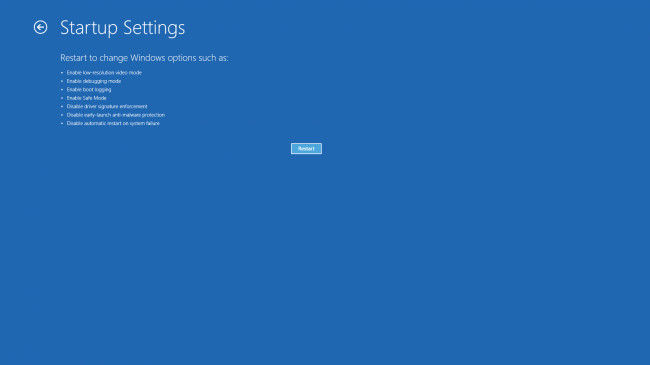 Startup Settings
Restart to change Windows options such as:
• Enable low-resolution video mode
• Enable debugging mode
• Enable boot logging
• Enable Safe Mode
• Disable driver signature enforcement
• Disable early-launch anti-malware protection
• Disable automatic restart on system failure
Restart